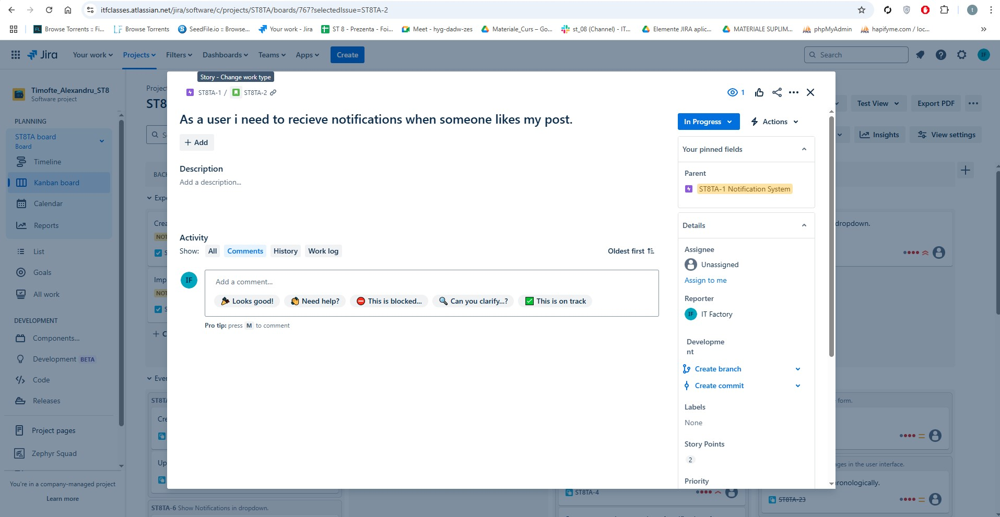 itfclasses.atlassian.net/jira/software/c/projects/ST8TA/boards/767?selectedIssue=ST8TA-2
t
Browse Torrents :: Fi...
Browse Torrents
SeedFile.io :: Browse...
Your work - Jira
ST 8 - Prezenta - Foi...
Meet - hyg-dadw-zes
Materiale_Curs – Go...
st_08 (Channel) - IT...
Elemente JIRA aplic...
MATERIALE SUPLIM...
phpMyAdmin
hapifyme.com / loc...
Jira
Your work
Projects
Filters
Dashboards
Teams
Apps
Create
Search
IF
Timofte_Alexandru_ST8
Software project
PLANNING
ST8TA board
Board
Timeline
Kanban board
Calendar
Reports
List
Goals
All work
DEVELOPMENT
Components...
Development BETA
Code
Releases
Project pages
Zephyr Squad
You're in a company-managed project
Learn more
Projec
ST8
Test View
Export PDF
Insights
View settings
BAC
Expe
Crea
NOT
S
Imp
NOT
S
C
Even
ST8TA
Cre
Up
ST8TA-6 Show Notifications in dropdown.
Story - Change work type
ST8TA-1 / ST8TA-2
1
As a user i need to recieve notifications when someone likes my post.
Add
Description
Add a description...
Activity
Show: All Comments History Work log
Oldest first
IF
Add a comment...
Looks good!
Need help?
This is blocked...
Can you clarify...?
This is on track
Pro tip: press M to comment
In Progress
Actions
Your pinned fields
Parent
ST8TA-1 Notification System
Details
Assignee
Unassigned
Assign to me
Reporter
IF IT Factory
Developme
nt
Create branch
Create commit
Labels
None
Story Points
2
Priority
dropdown.
form.
ages in the user interface.
ronologically.
ST8TA-4
ST8TA-23